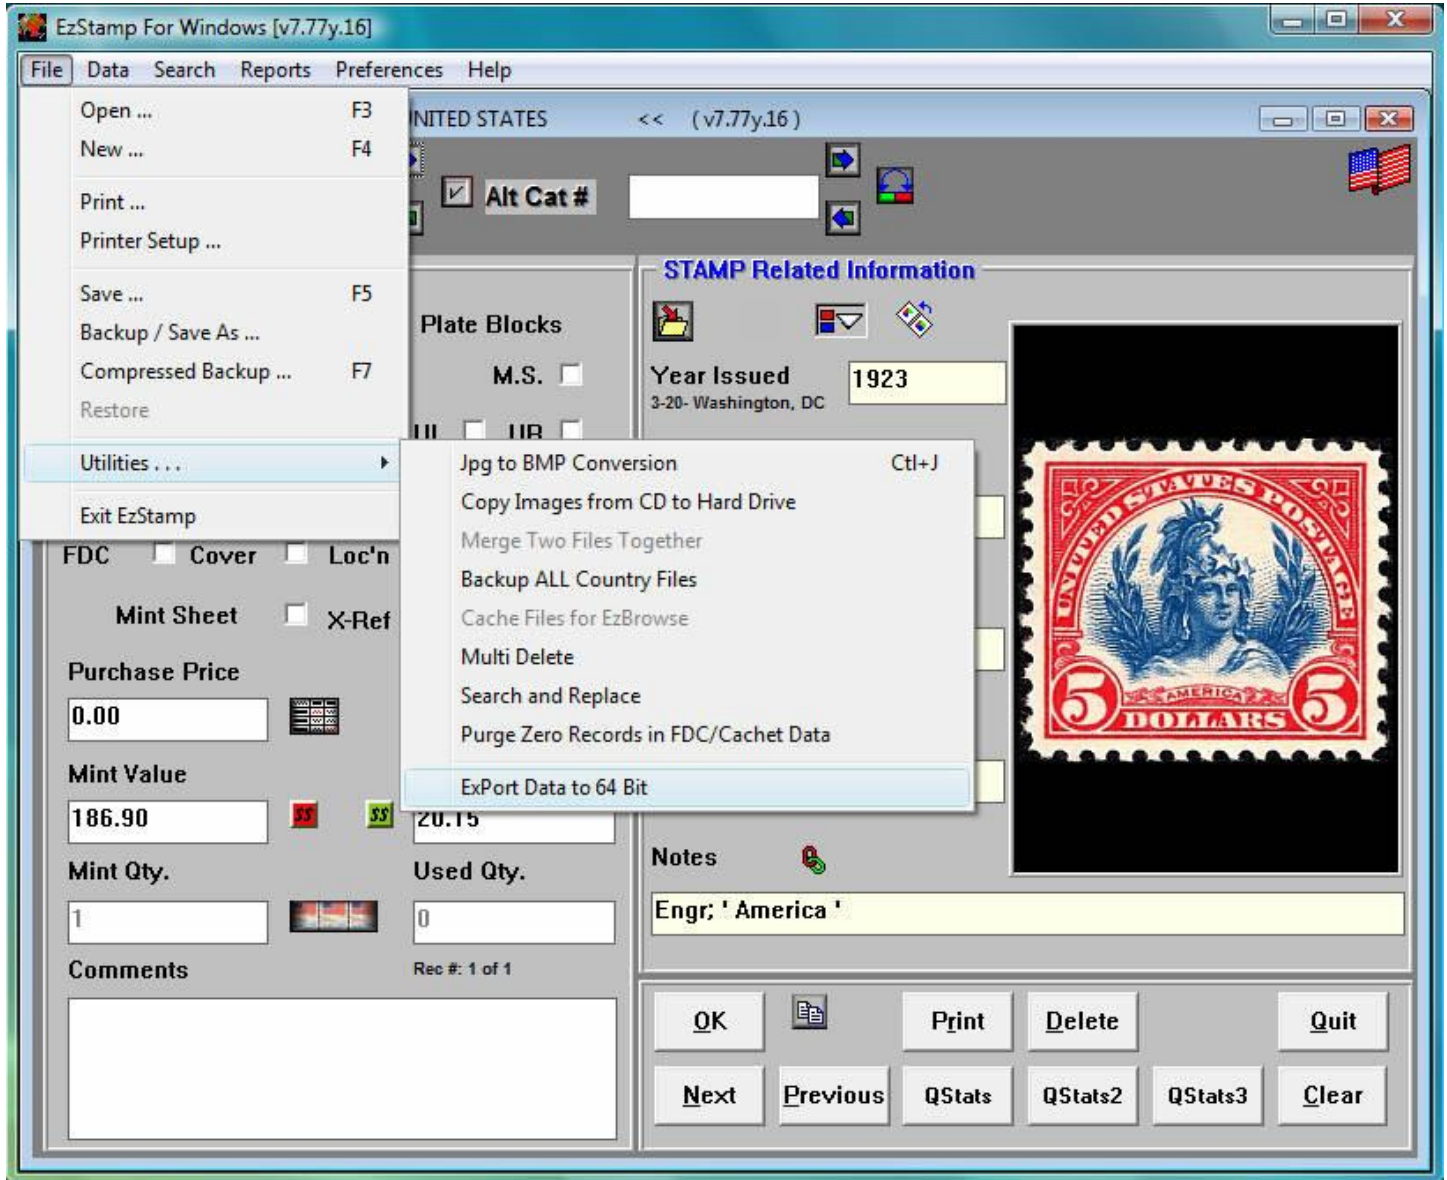 EzStamp For Windows [v7.77y.16]
File Data Search Reports Preferences Help
Open ... F3
New ... F4
Print ...
Printer Setup ...
Save ... F5
Backup / Save As ...
Compressed Backup ... F7
Restore
Utilities . . .
Exit EzStamp
NITED STATES << ( v7.77y.16 )
Alt Cat #
Plate Blocks
M.S.
UL UR
Jpg to BMP Conversion Ctl+J
Copy Images from CD to Hard Drive
Merge Two Files Together
Backup ALL Country Files
Cache Files for EzBrowse
Multi Delete
Search and Replace
Purge Zero Records in FDC/Cachet Data
ExPort Data to 64 Bit
FDC Cover Loc'n
Mint Sheet X-Ref
Purchase Price
0.00
Mint Value
186.90 $$ $$ 20.15
Mint Qty. Used Qty.
1 0
Comments Rec #: 1 of 1
STAMP Related Information
Year Issued 1923
3-20- Washington, DC
UNITED STATES POSTAGE
AMERICA
5 DOLLARS 5
Notes
Engr; ' America '
OK Print Delete Quit
Next Previous QStats QStats2 QStats3 Clear